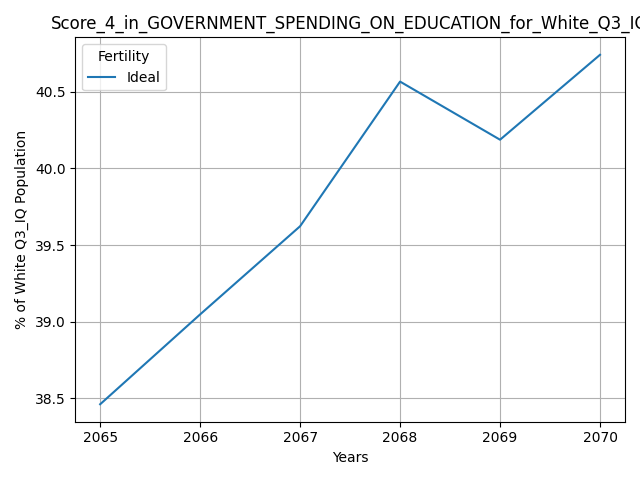 Score_4_in_GOVERNMENT_SPENDING_ON_EDUCATION_for_White_Q3_IQ
Fertility
Ideal
% of White Q3_IQ Population
40.5
40.0
39.5
39.0
38.5
2065 2066 2067 2068 2069 2070
Years